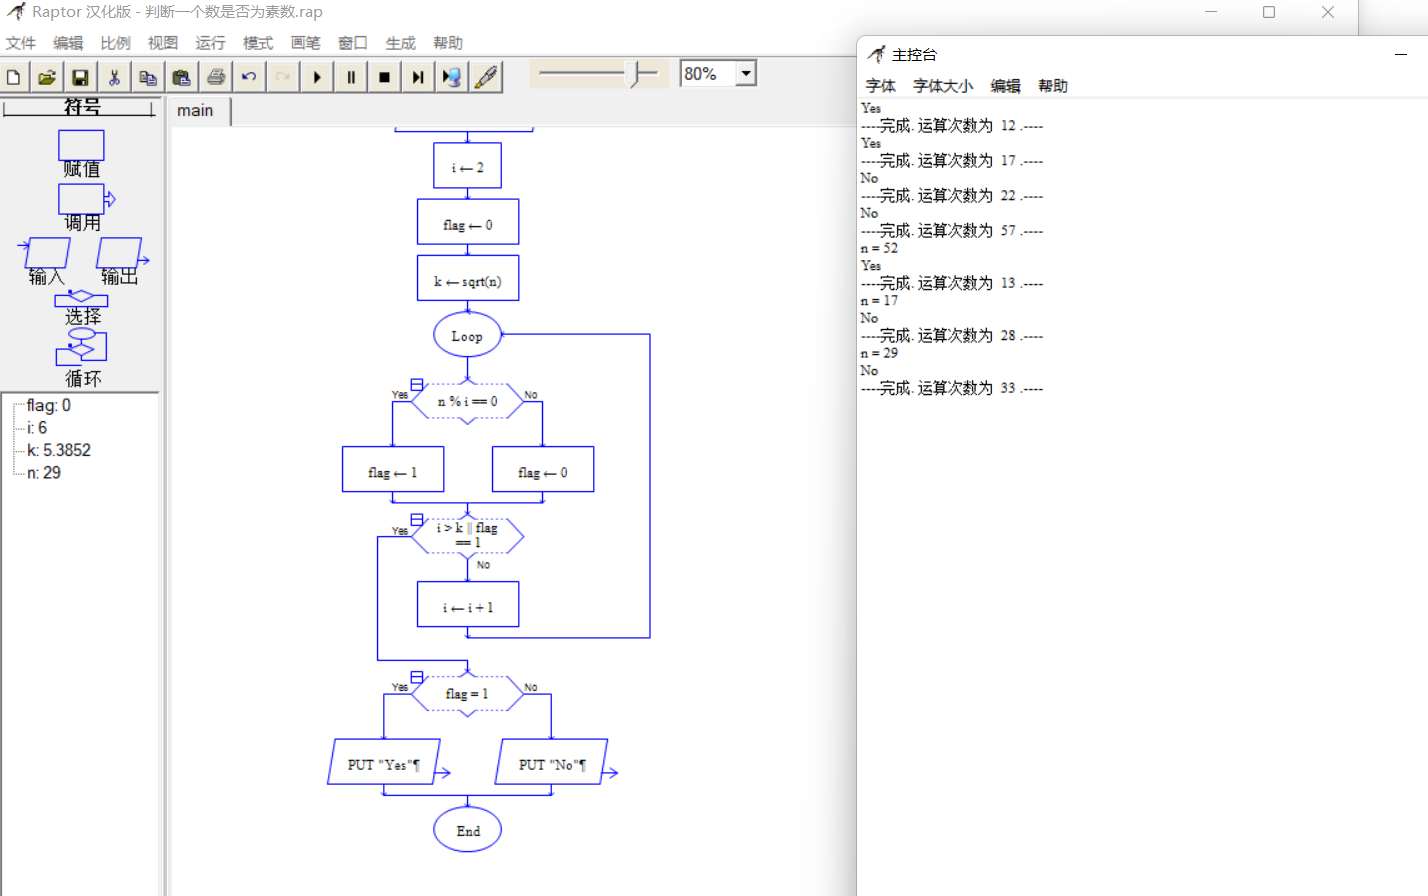 Raptor 汉化版 - 判断一个数是否为素数.rap
文件 编辑 比例 视图 运行 模式 画笔 窗口 生成 帮助
80%
符号
赋值
调用
输入 输出
选择
循环
flag: 0
i: 6
k: 5.3852
n: 29
main
i ← 2
flag ← 0
k ← sqrt(n)
Loop
Yes n % i == 0 No
flag ← 1 flag ← 0
Yes i > k || flag
== 1
No
i ← i + 1
Yes flag = 1 No
PUT "Yes"¶ PUT "No"¶
End
主控台
字体 字体大小 编辑 帮助
Yes
----完成. 运算次数为 12 .----
Yes
----完成. 运算次数为 17 .----
No
----完成. 运算次数为 22 .----
No
----完成. 运算次数为 57 .----
n = 52
Yes
----完成. 运算次数为 13 .----
n = 17
No
----完成. 运算次数为 28 .----
n = 29
No
----完成. 运算次数为 33 .----